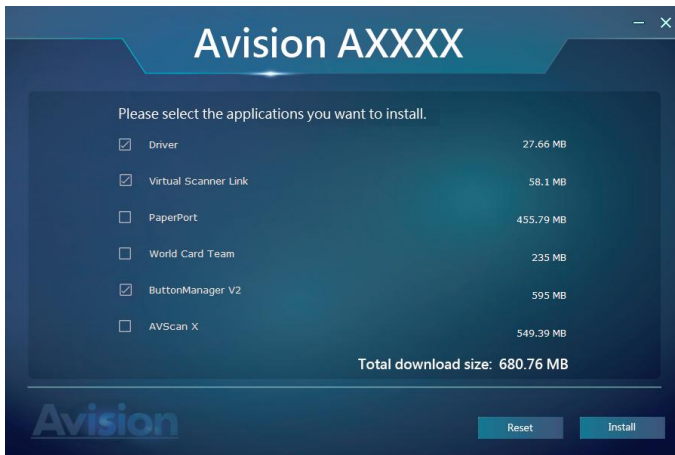 Avision AXXXX
Please select the applications you want to install.
Driver 27.66 MB
Virtual Scanner Link 58.1 MB
PaperPort 455.79 MB
World Card Team 235 MB
ButtonManager V2 595 MB
AVScan X 549.39 MB
Total download size: 680.76 MB
Avision
Reset Install